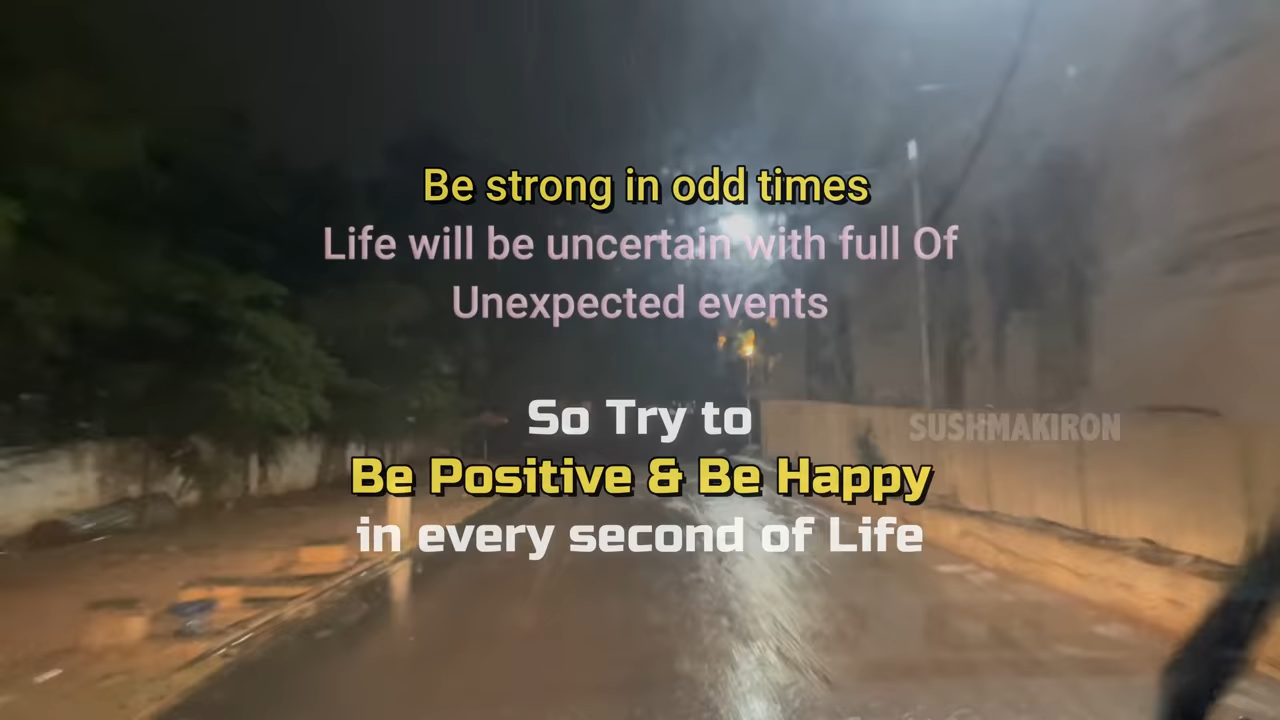 Be strong in odd times
Life will be uncertain with full Of
Unexpected events
So Try to
SUSHMAKIRON
Be Positive & Be Happy
in every second of Life